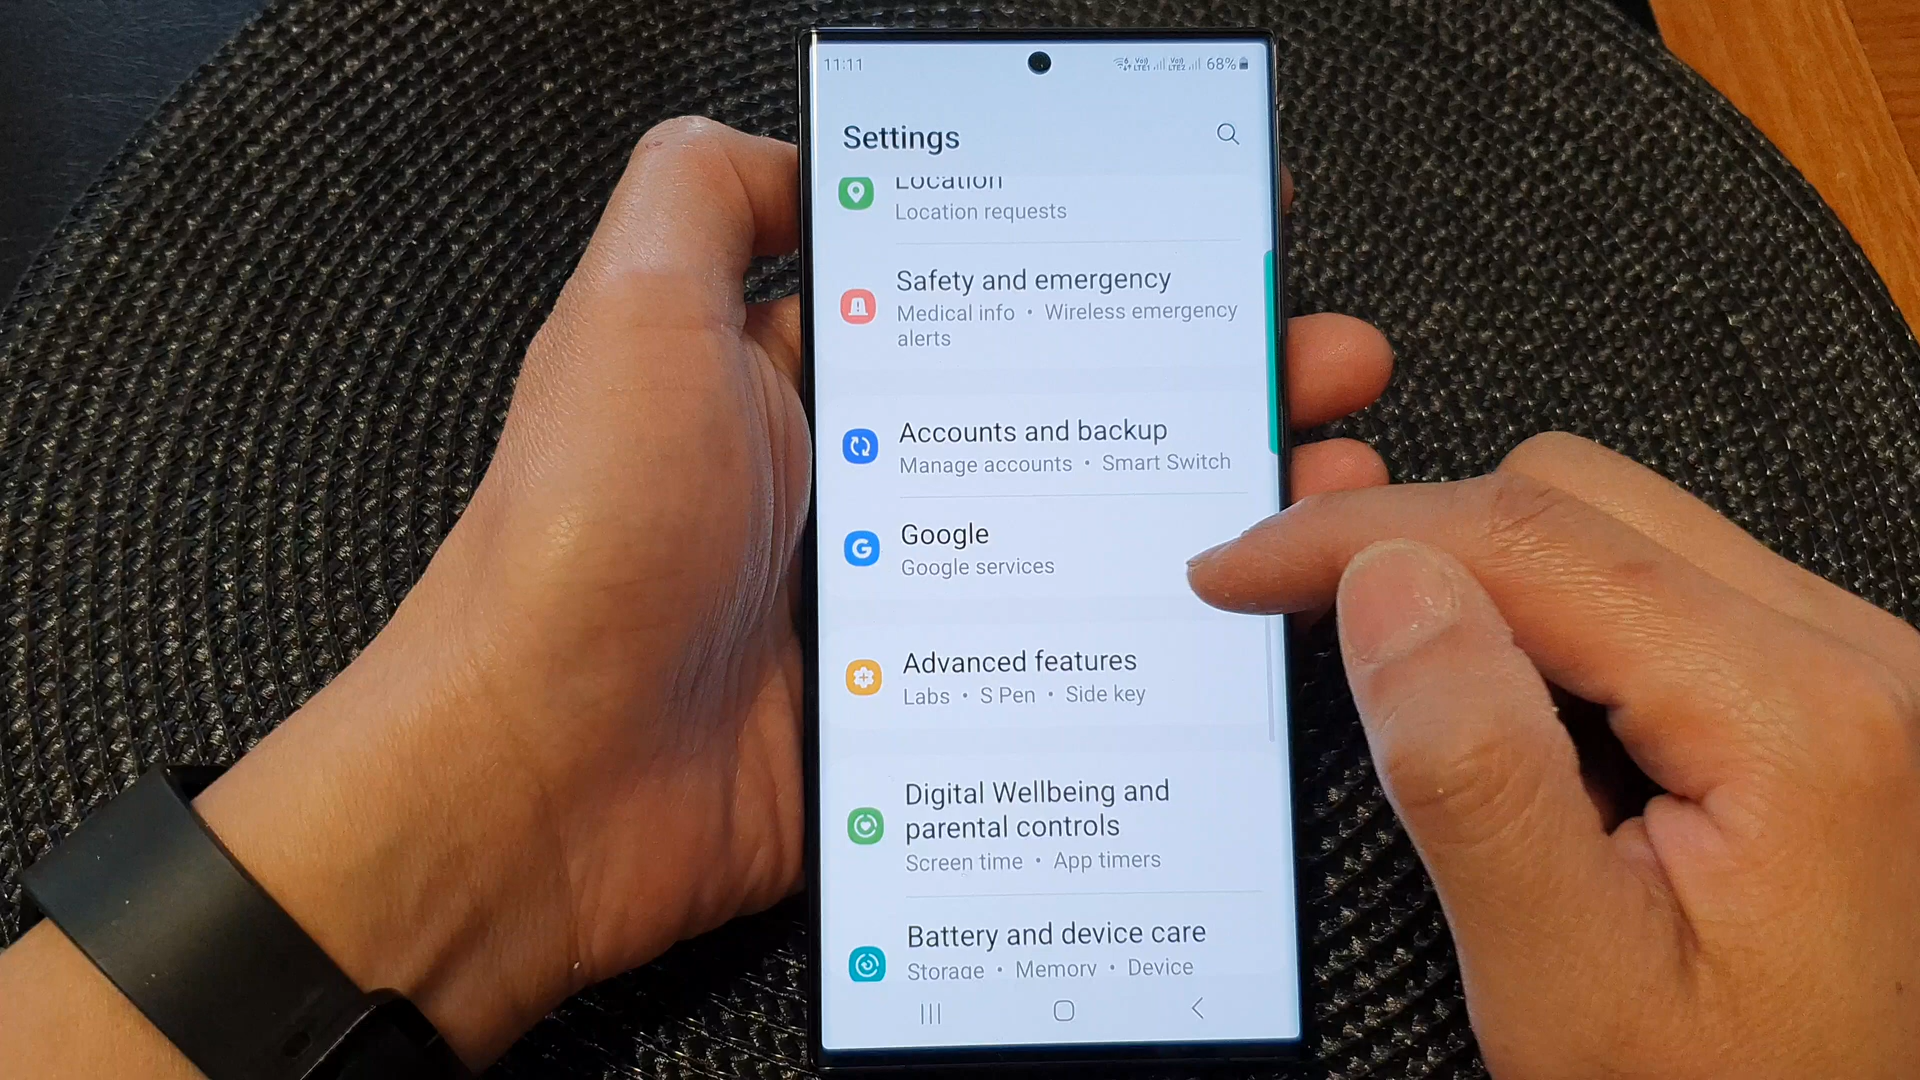 11:11
68%
Settings
Location
Location requests
Safety and emergency
Medical info • Wireless emergency
alerts
Accounts and backup
Manage accounts • Smart Switch
Google
Google services
Advanced features
Labs • S Pen • Side key
Digital Wellbeing and
parental controls
Screen time • App timers
Battery and device care
Storage • Memory • Device